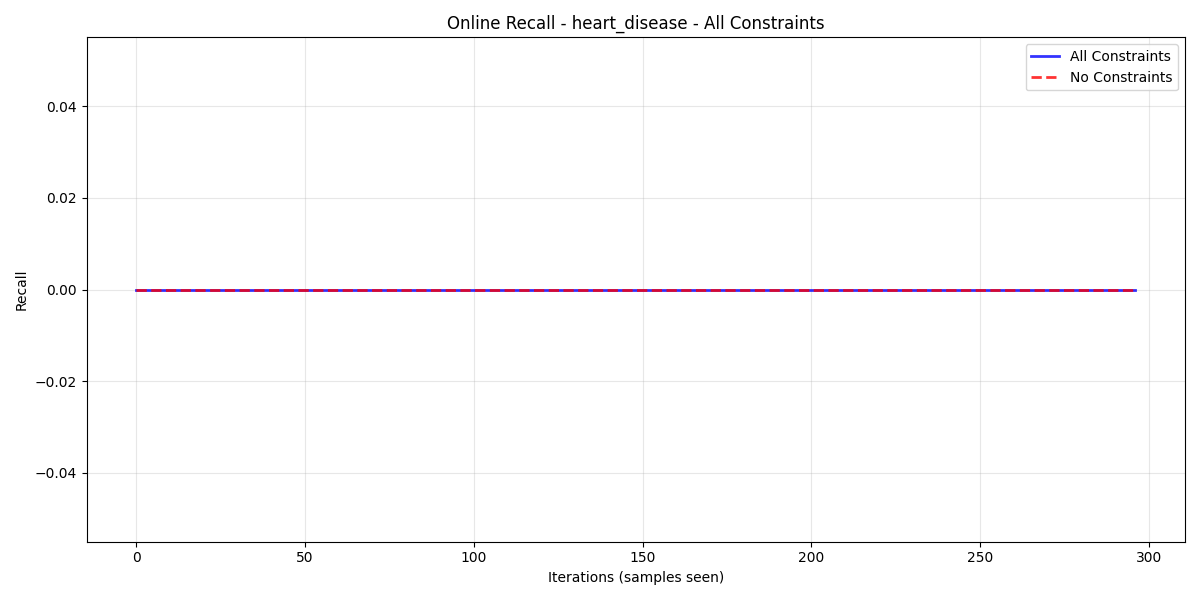 Online Recall - heart_disease - All Constraints
All Constraints
No Constraints
0.04
0.02
0.00
−0.02
−0.04
Recall
0 50 100 150 200 250 300
Iterations (samples seen)